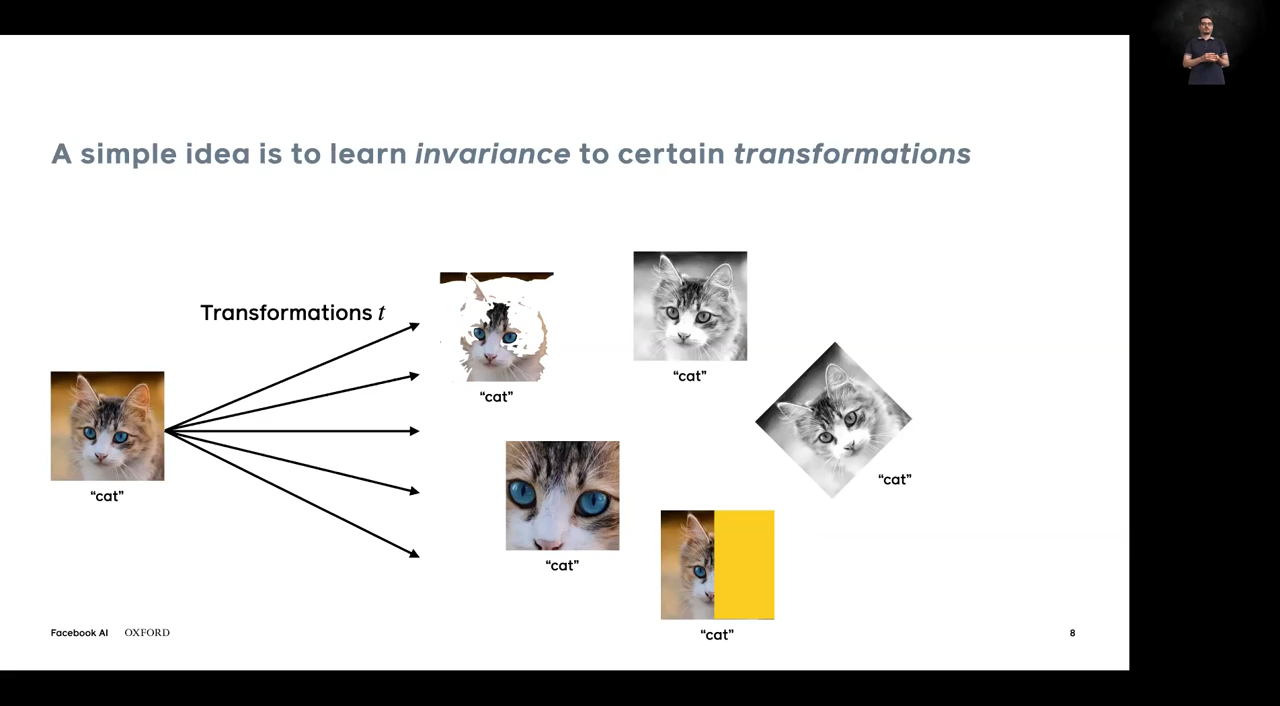 A simple idea is to learn invariance to certain transformations
Transformations t
“cat”
“cat”
“cat”
“cat”
“cat”
“cat”
Facebook AI OXFORD
8